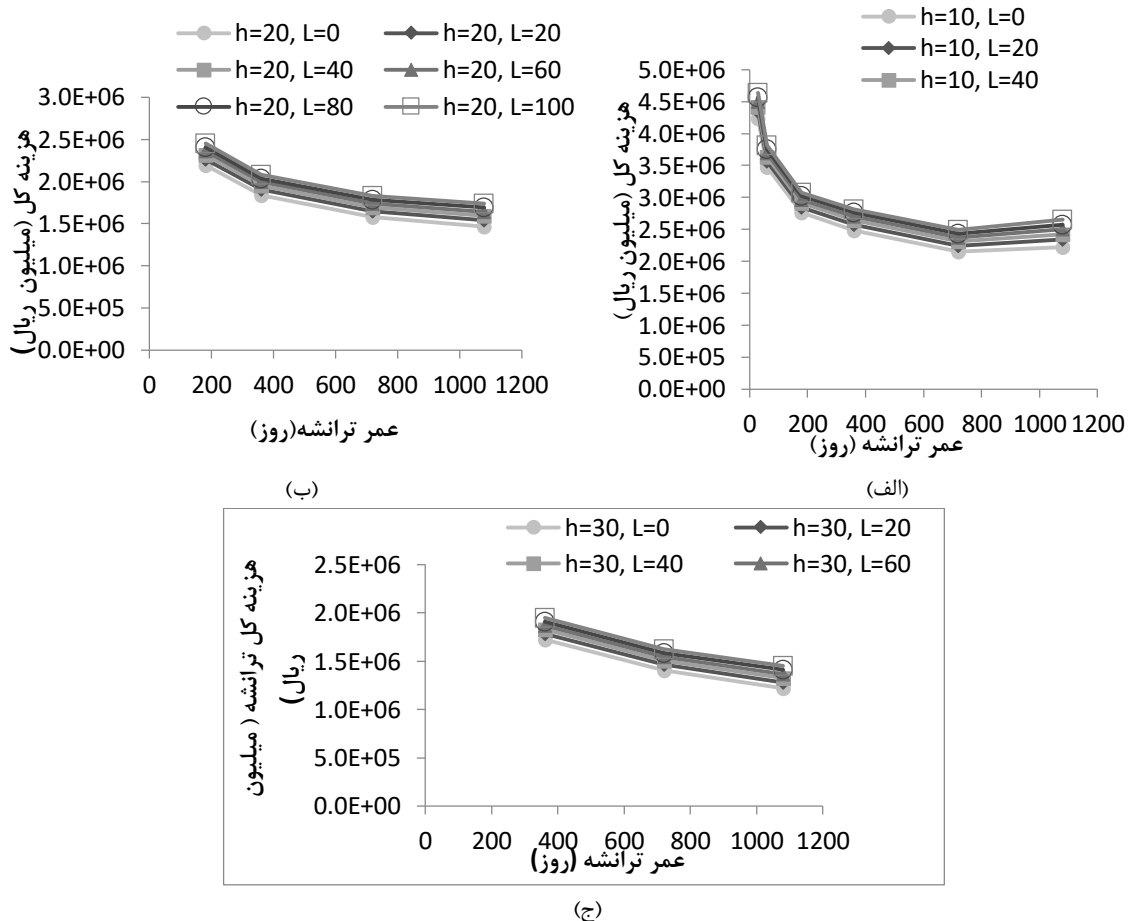 h=20, L=0
h=20, L=20
h=20, L=40
h=20, L=60
h=20, L=80
h=20, L=100
هزینه کل (میلیون ریال)
3.0E+06
2.5E+06
2.0E+06
1.5E+06
1.0E+06
5.0E+05
0.0E+00
0 200 400 600 800 1000 1200
عمر ترانشه(روز)
(ب)
h=10, L=0
h=10, L=20
h=10, L=40
هزینه کل (میلیون ریال)
5.0E+06
4.5E+06
4.0E+06
3.5E+06
3.0E+06
2.5E+06
2.0E+06
1.5E+06
1.0E+06
5.0E+05
0.0E+00
0 200 400 600 800 1000 1200
عمر ترانشه (روز)
(الف)
h=30, L=0
h=30, L=20
h=30, L=40
h=30, L=60
هزینه کل ترانشه ( میلیون
ریال)
2.5E+06
2.0E+06
1.5E+06
1.0E+06
5.0E+05
0.0E+00
0 200 400 600 800 1000 1200
عمر ترانشه (روز)
(ج)